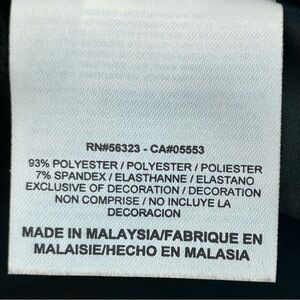 RN#56323 - CA#05553
93% POLYESTER / POLYESTER / POLIESTER
7% SPANDEX / ELASTHANNE / ELASTANO
EXCLUSIVE OF DECORATION / DECORATION
NON COMPRISE / NO INCLUYE LA
DECORACION
MADE IN MALAYSIA/FABRIQUE EN
MALAISIE/HECHO EN MALASIA